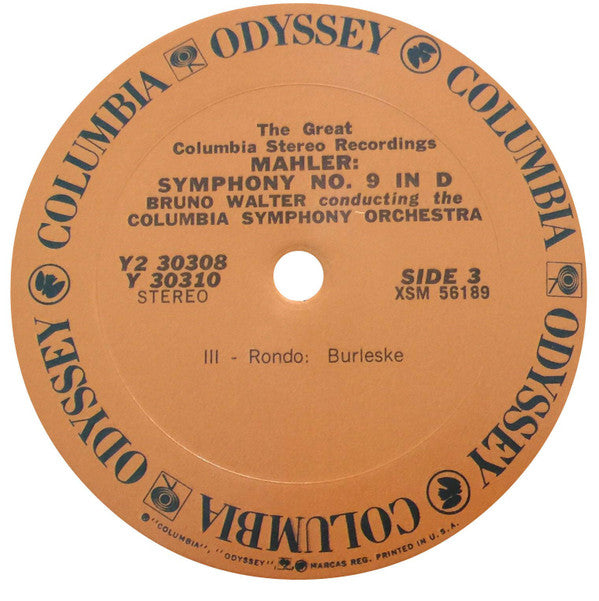 COLUMBIA ODYSSEY COLUMBIA ODYSSEY COLUMBIA ODYSSEY
The Great
Columbia Stereo Recordings
MAHLER:
SYMPHONY NO. 9 IN D
BRUNO WALTER conducting the
COLUMBIA SYMPHONY ORCHESTRA
Y2 30308
Y 30310
STEREO
SIDE 3
XSM 56189
III - Rondo: Burleske
"COLUMBIA", "ODYSSEY", MARCAS REG. PRINTED IN U.S.A.